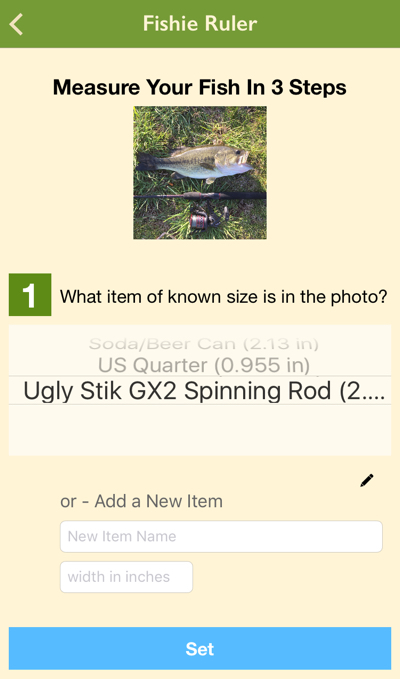 Fishie Ruler
Measure Your Fish In 3 Steps
1 What item of known size is in the photo?
Soda/Beer Can (2.13 in)
US Quarter (0.955 in)
Ugly Stik GX2 Spinning Rod (2....
or - Add a New Item
New Item Name
width in inches
Set